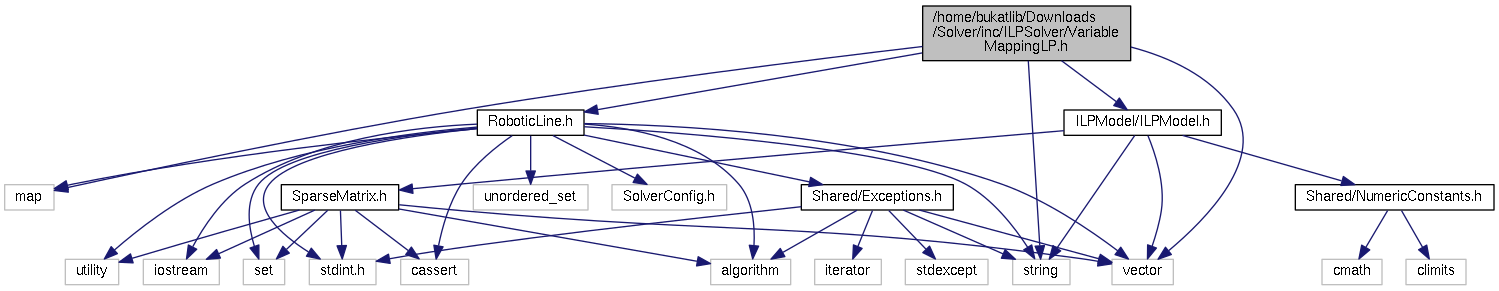 /home/bukatlib/Downloads
/Solver/inc/ILPSolver/Variable
MappingLP.h
RoboticLine.h
ILPModel/ILPModel.h
map
SparseMatrix.h
unordered_set
SolverConfig.h
Shared/Exceptions.h
Shared/NumericConstants.h
utility
iostream
set
stdint.h
cassert
algorithm
iterator
stdexcept
string
vector
cmath
climits